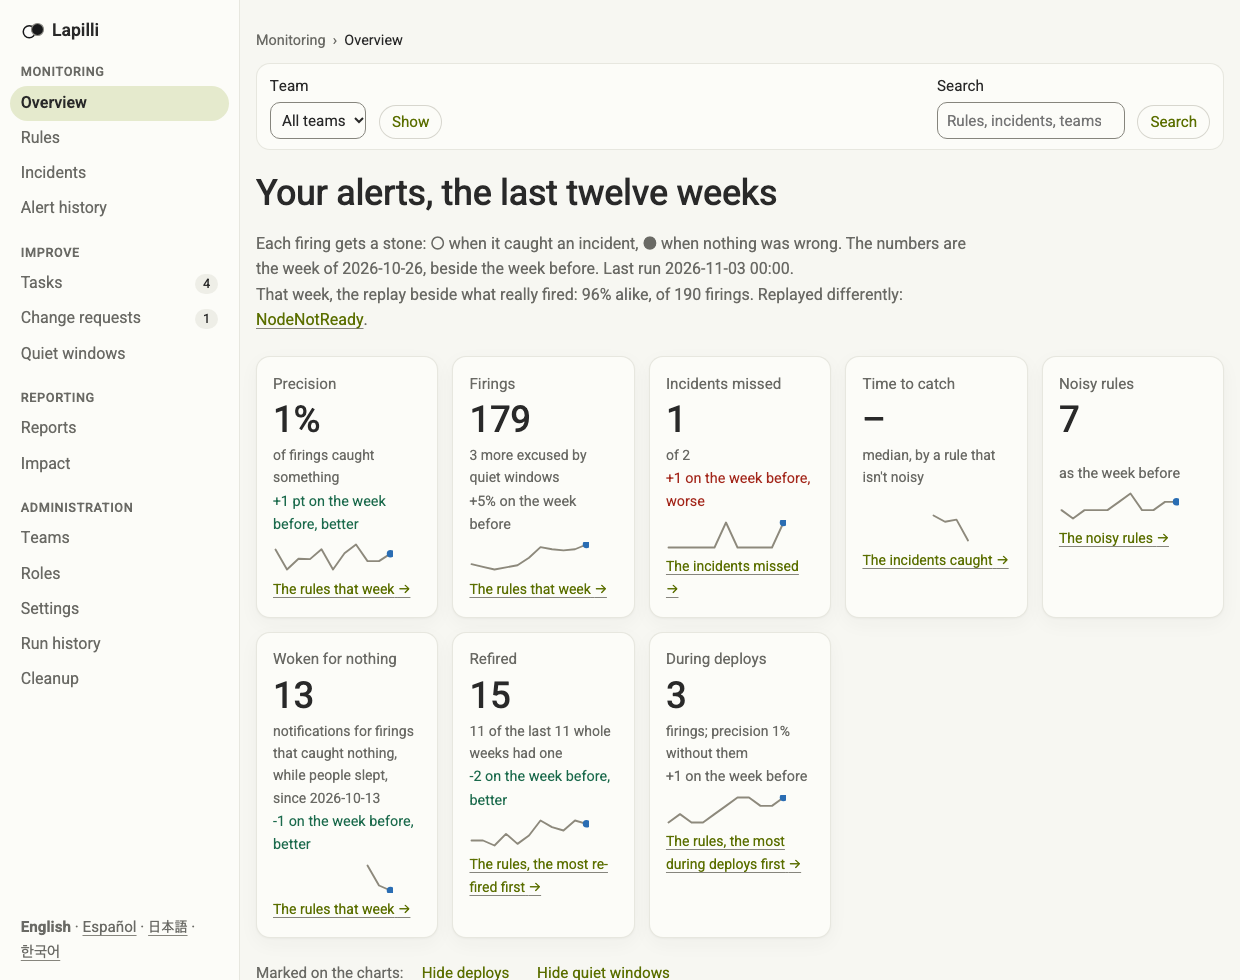 Lapilli
MONITORING
Overview
Rules
Incidents
Alert history
IMPROVE
Tasks 4
Change requests 1
Quiet windows
REPORTING
Reports
Impact
ADMINISTRATION
Teams
Roles
Settings
Run history
Cleanup
English · Español · 日本語 ·
한국어
Monitoring › Overview
Team
All teams
Show
Search
Rules, incidents, teams
Search
Your alerts, the last twelve weeks
Each firing gets a stone: ○ when it caught an incident, ● when nothing was wrong. The numbers are
the week of 2026-10-26, beside the week before. Last run 2026-11-03 00:00.
That week, the replay beside what really fired: 96% alike, of 190 firings. Replayed differently:
NodeNotReady.
Precision
1%
of firings caught
something
+1 pt on the week
before, better
The rules that week →
Firings
179
3 more excused by
quiet windows
+5% on the week
before
The rules that week →
Incidents missed
1
of 2
+1 on the week before,
worse
The incidents missed
→
Time to catch
–
median, by a rule that
isn't noisy
The incidents caught →
Noisy rules
7
as the week before
The noisy rules →
Woken for nothing
13
notifications for firings
that caught nothing,
while people slept,
since 2026-10-13
-1 on the week before,
better
The rules that week →
Refired
15
11 of the last 11 whole
weeks had one
-2 on the week before,
better
The rules, the most re-
fired first →
During deploys
3
firings; precision 1%
without them
+1 on the week before
The rules, the most
during deploys first →
Marked on the charts: Hide deploys Hide quiet windows